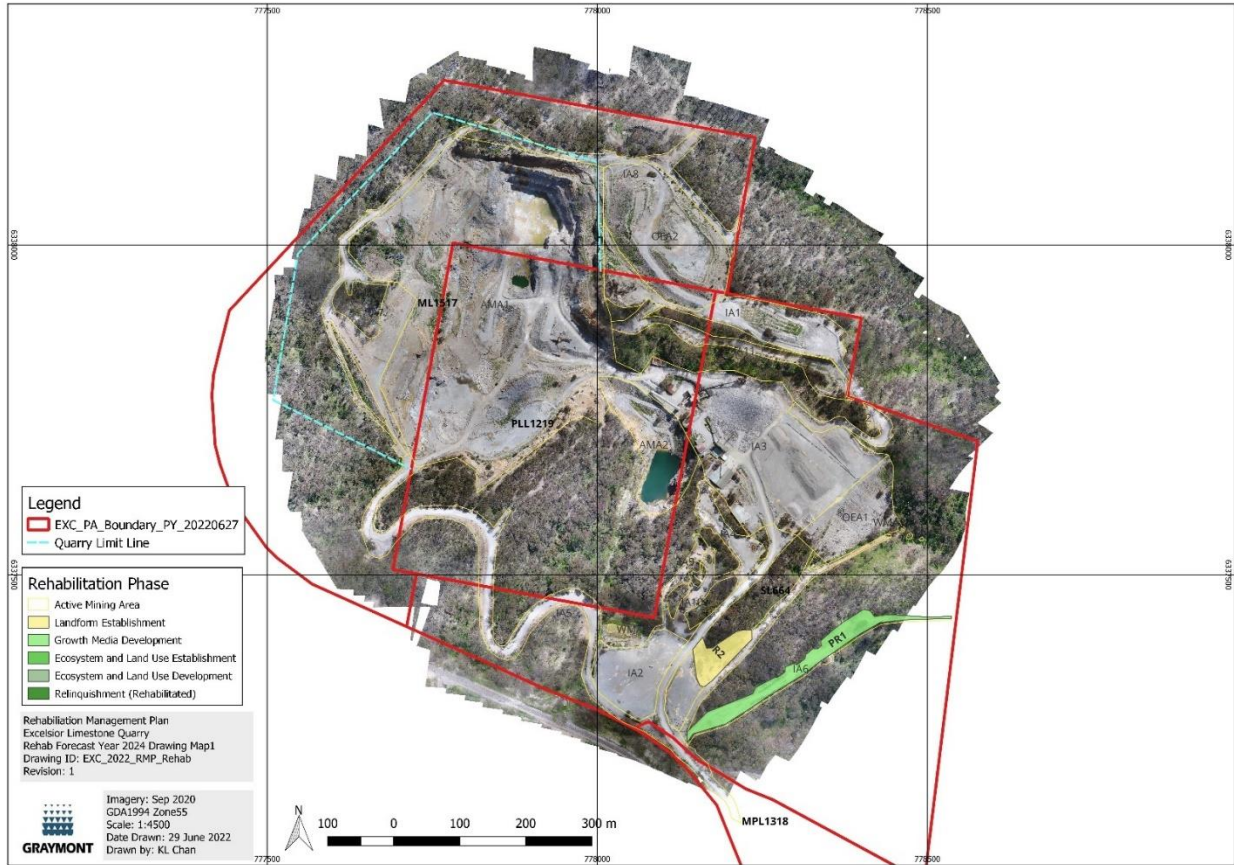 777500
778000
778500
6338000
6338000
IA8
OEA2
ML1517
AMA1
IA1
PLL1219
AMA2
IA3
OEA1
6337500
6337500
SL664
IA5
R2
PR1
IA6
IA2
MPL1318
Legend
EXC_PA_Boundary_PY_20220627
Quarry Limit Line
Rehabilitation Phase
Active Mining Area
Landform Establishment
Growth Media Development
Ecosystem and Land Use Establishment
Ecosystem and Land Use Development
Relinquishment (Rehabilitated)
Rehabiliation Management Plan
Excelsior Limestone Quarry
Rehab Forecast Year 2024 Drawing Map1
Drawing ID: EXC_2022_RMP_Rehab
Revision: 1
GRAYMONT
Imagery: Sep 2020
GDA1994 Zone55
Scale: 1:4500
Date Drawn: 29 June 2022
Drawn by: KL Chan
N
100 0 100 200 300 m
777500
778000
778500